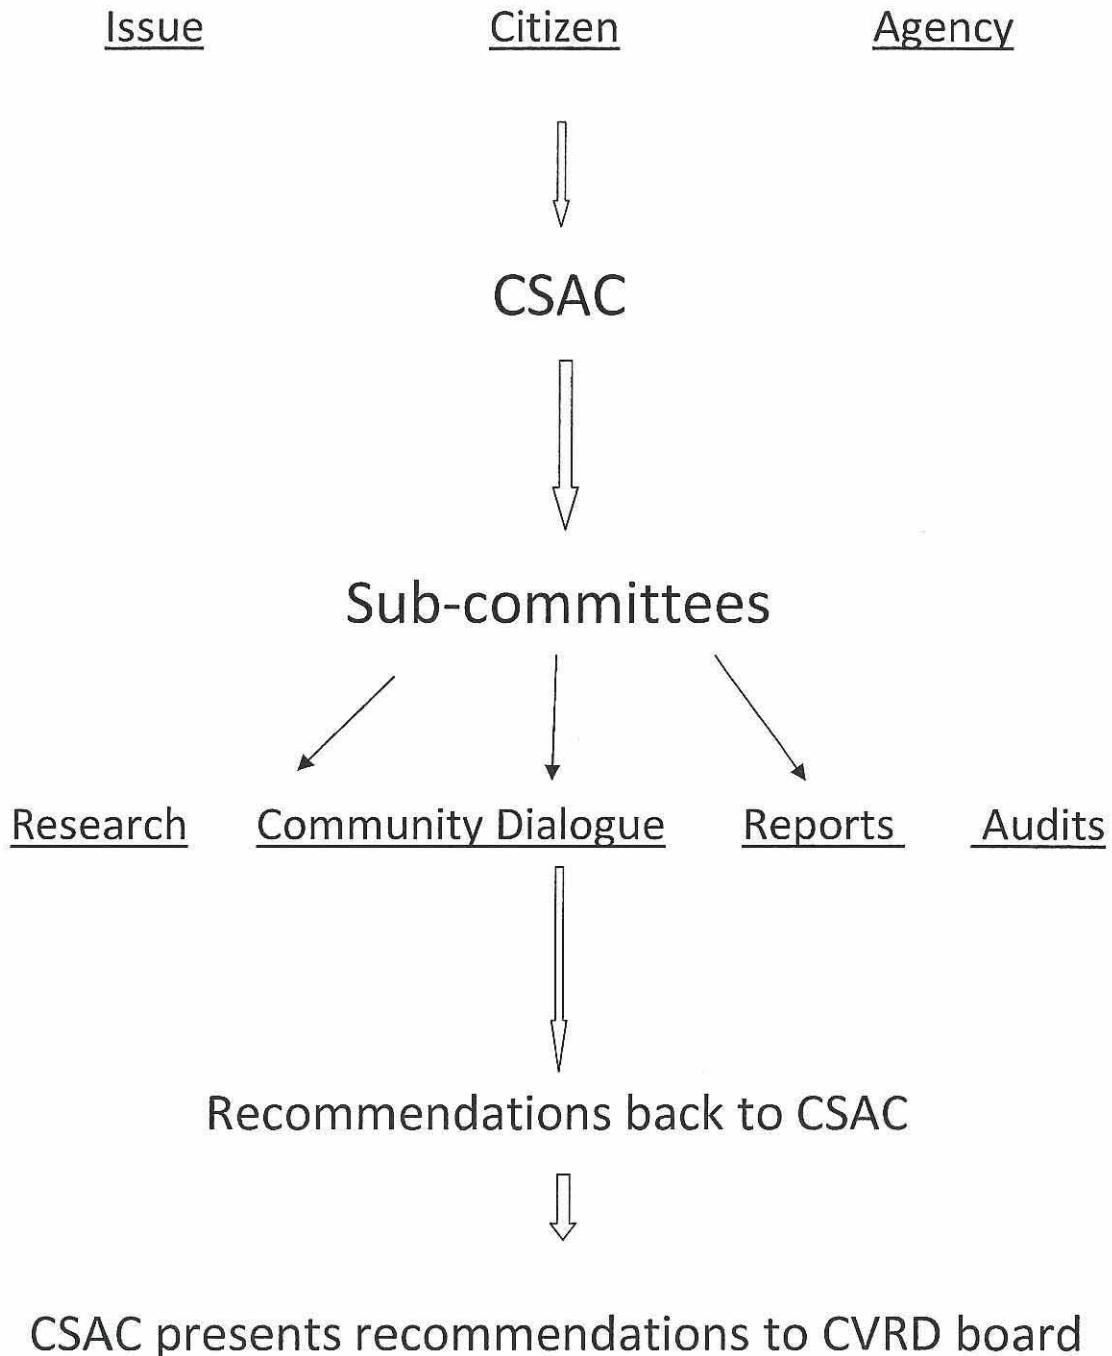 Issue Citizen Agency
CSAC
Sub-committees
Research Community Dialogue Reports Audits
Recommendations back to CSAC
CSAC presents recommendations to CVRD board